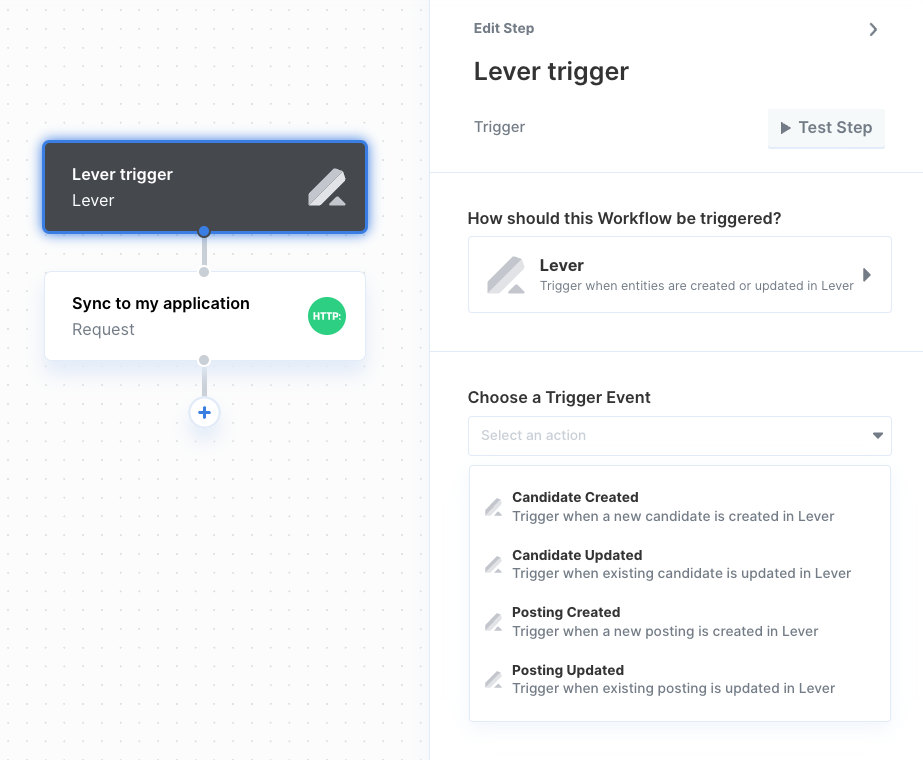 Lever trigger
Lever
Sync to my application
Request
HTTP:
Edit Step
Lever trigger
Trigger
Test Step
How should this Workflow be triggered?
Lever
Trigger when entities are created or updated in Lever
Choose a Trigger Event
Select an action
Candidate Created
Trigger when a new candidate is created in Lever
Candidate Updated
Trigger when existing candidate is updated in Lever
Posting Created
Trigger when a new posting is created in Lever
Posting Updated
Trigger when existing posting is updated in Lever